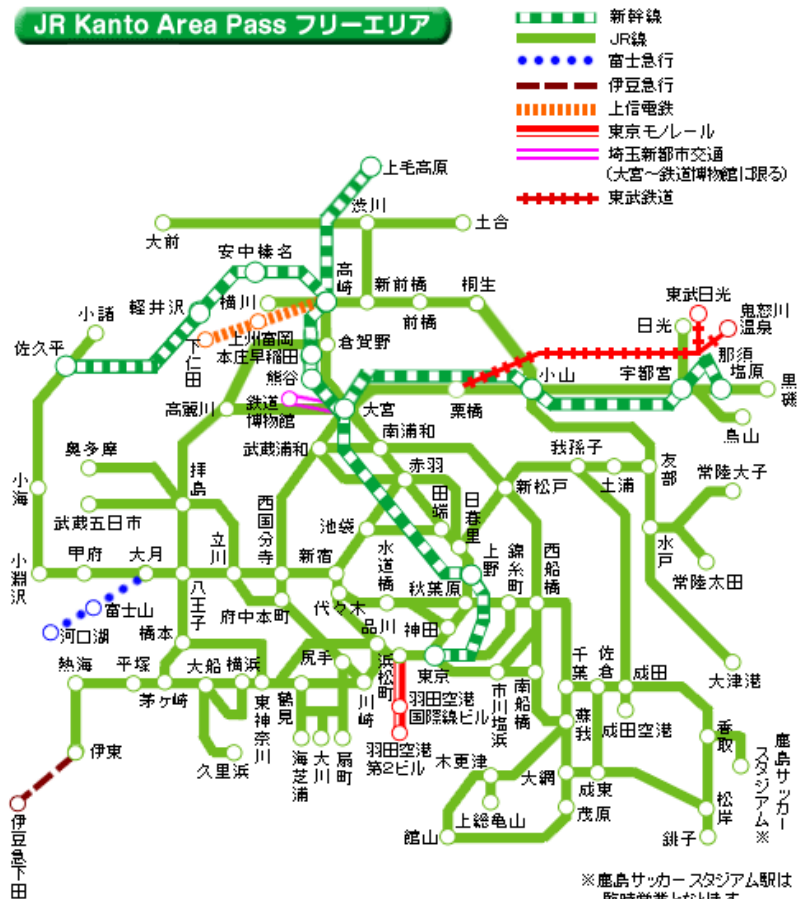 JR Kanto Area Pass フリーエリア
新幹線
JR線
富士急行
伊豆急行
上信電鉄
東京モノレール
埼玉新都市交通
(大宮～鉄道博物館に限る)
東武鉄道
上毛高原
渋川
大前
土合
安中榛名
高崎
新前橋
桐生
東武日光
鬼怒川
温泉
小諸
軽井沢
横川
前橋
日光
佐久平
下仁田
上州富岡
本庄早稲田
倉賀野
小山
宇都宮
那須
塩原
黒磯
熊谷
高麗川
鉄道
博物館
大宮
栗橋
烏山
奥多摩
武蔵浦和
南浦和
我孫子
友部
常陸大子
小海
拝島
赤羽
田端
日暮里
新松戸
土浦
武蔵五日市
西国分寺
池袋
水戸
小淵沢
甲府
大月
立川
新宿
水道橋
上野
錦糸町
西船橋
常陸太田
八王子
府中本町
代々木
秋葉原
富士山
河口湖
橋本
品川
神田
尻手
浜松町
東京
千葉
佐倉
成田
大津港
熱海
平塚
茅ヶ崎
大船
横浜
東神奈川
鶴見
川崎
羽田空港
国際線ビル
市川塩浜
南船橋
蘇我
成田空港
香取
鹿島サッカー
スタジアム※
伊東
久里浜
海芝浦
大川
扇町
羽田空港
第2ビル
木更津
大網
成東
松岸
伊豆急下田
上総亀山
茂原
館山
銚子
※鹿島サッカースタジアム駅は
臨時営業となります